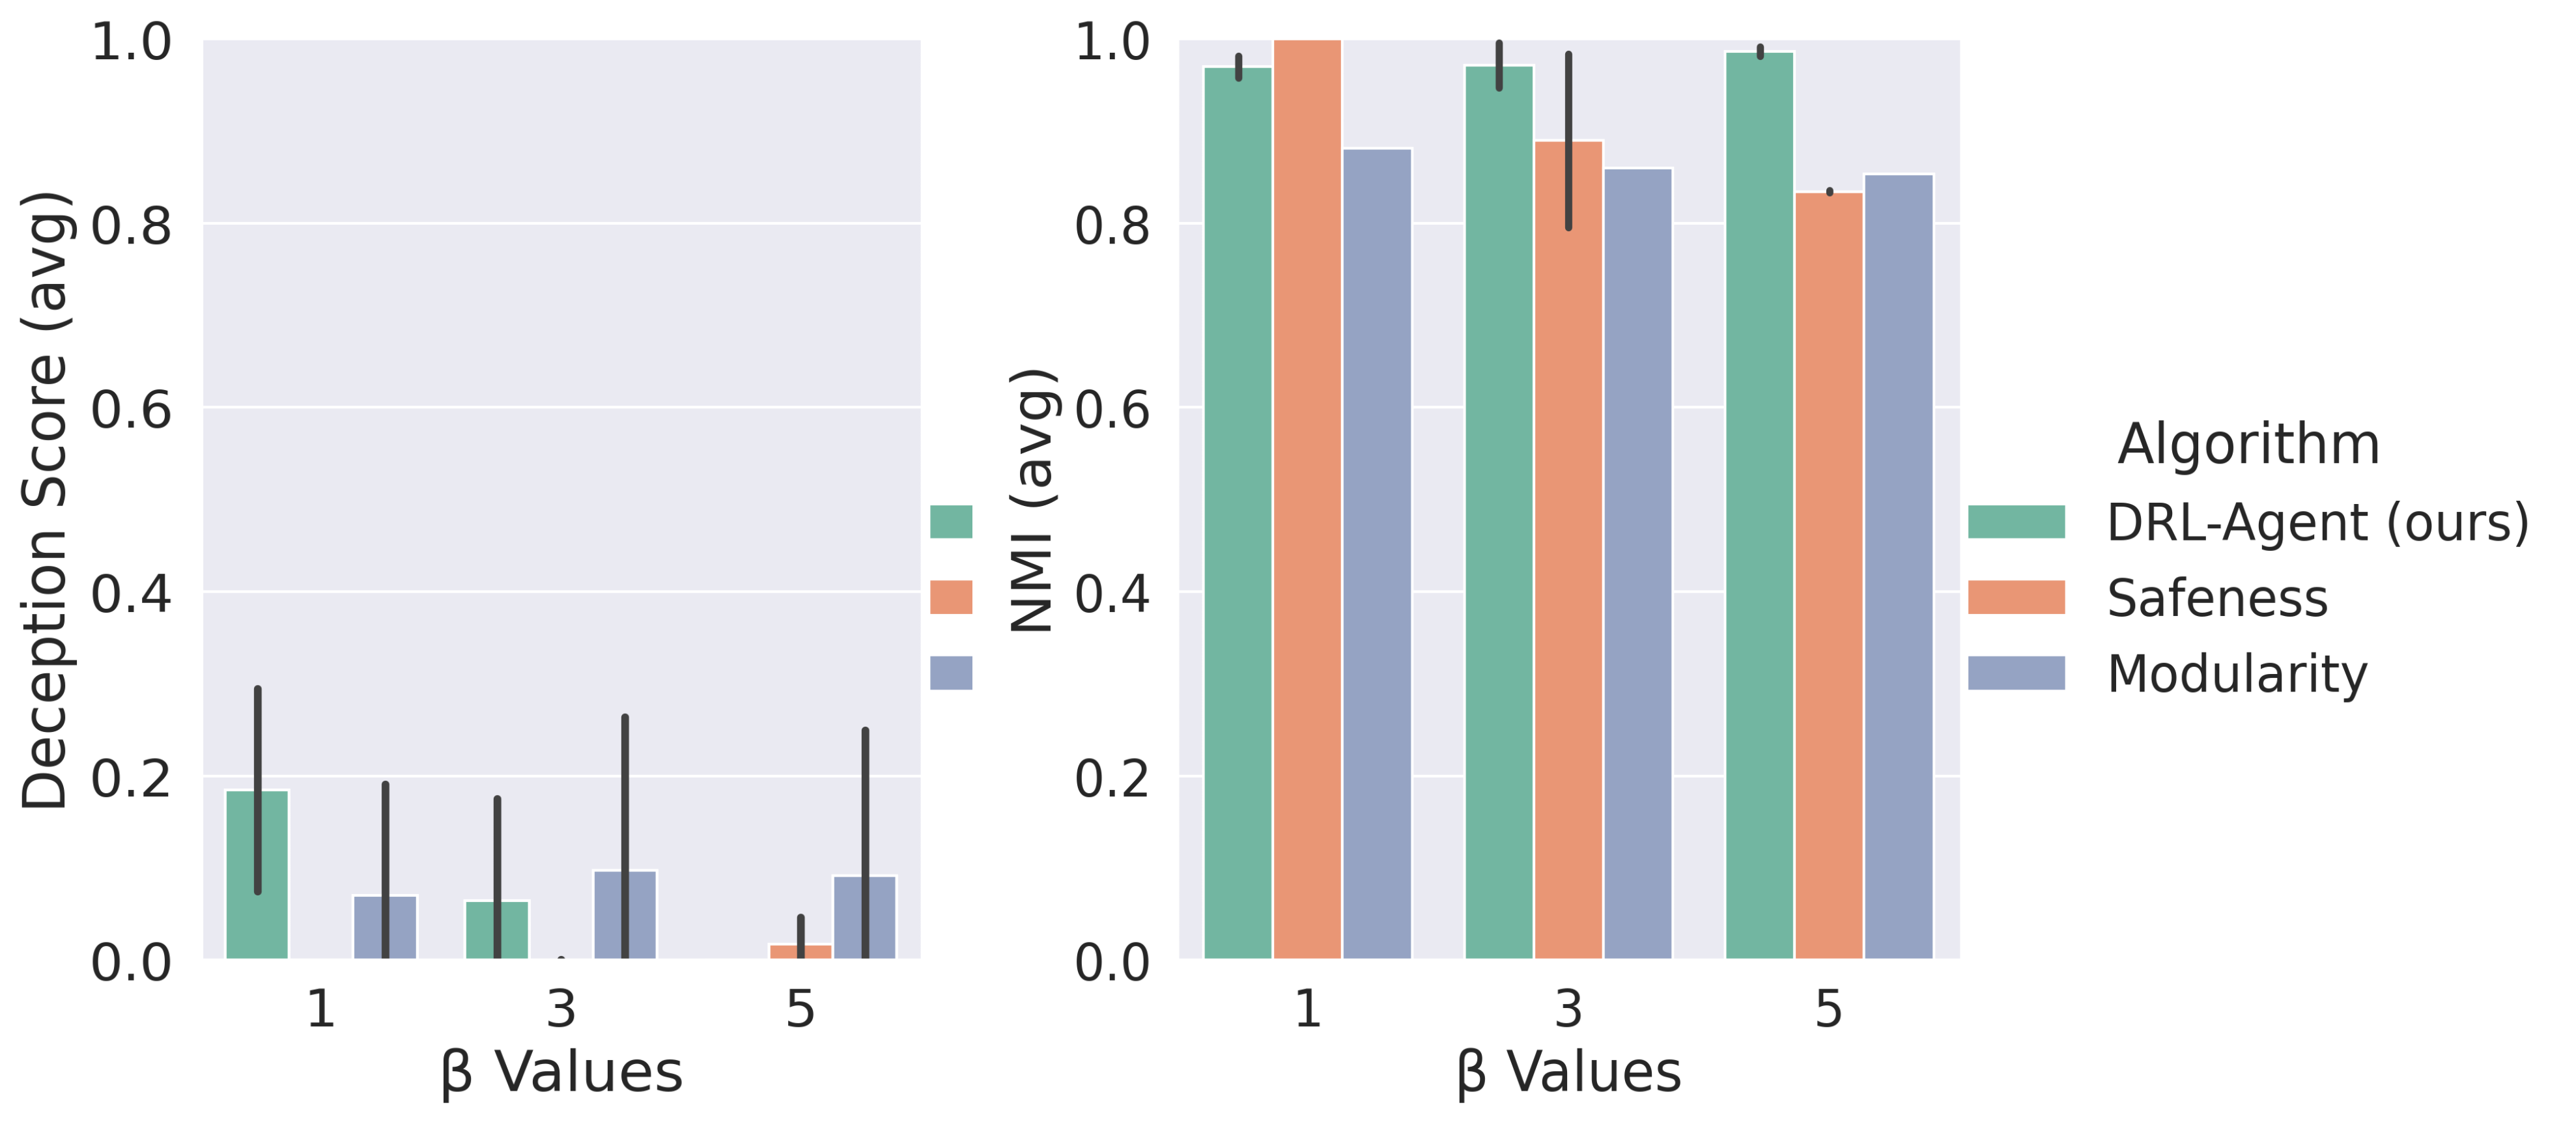 Deception Score (avg)
1.0
0.8
0.6
0.4
0.2
0.0
1 3 5
β Values
NMI (avg)
1.0
0.8
0.6
0.4
0.2
0.0
1 3 5
β Values
Algorithm
DRL-Agent (ours)
Safeness
Modularity